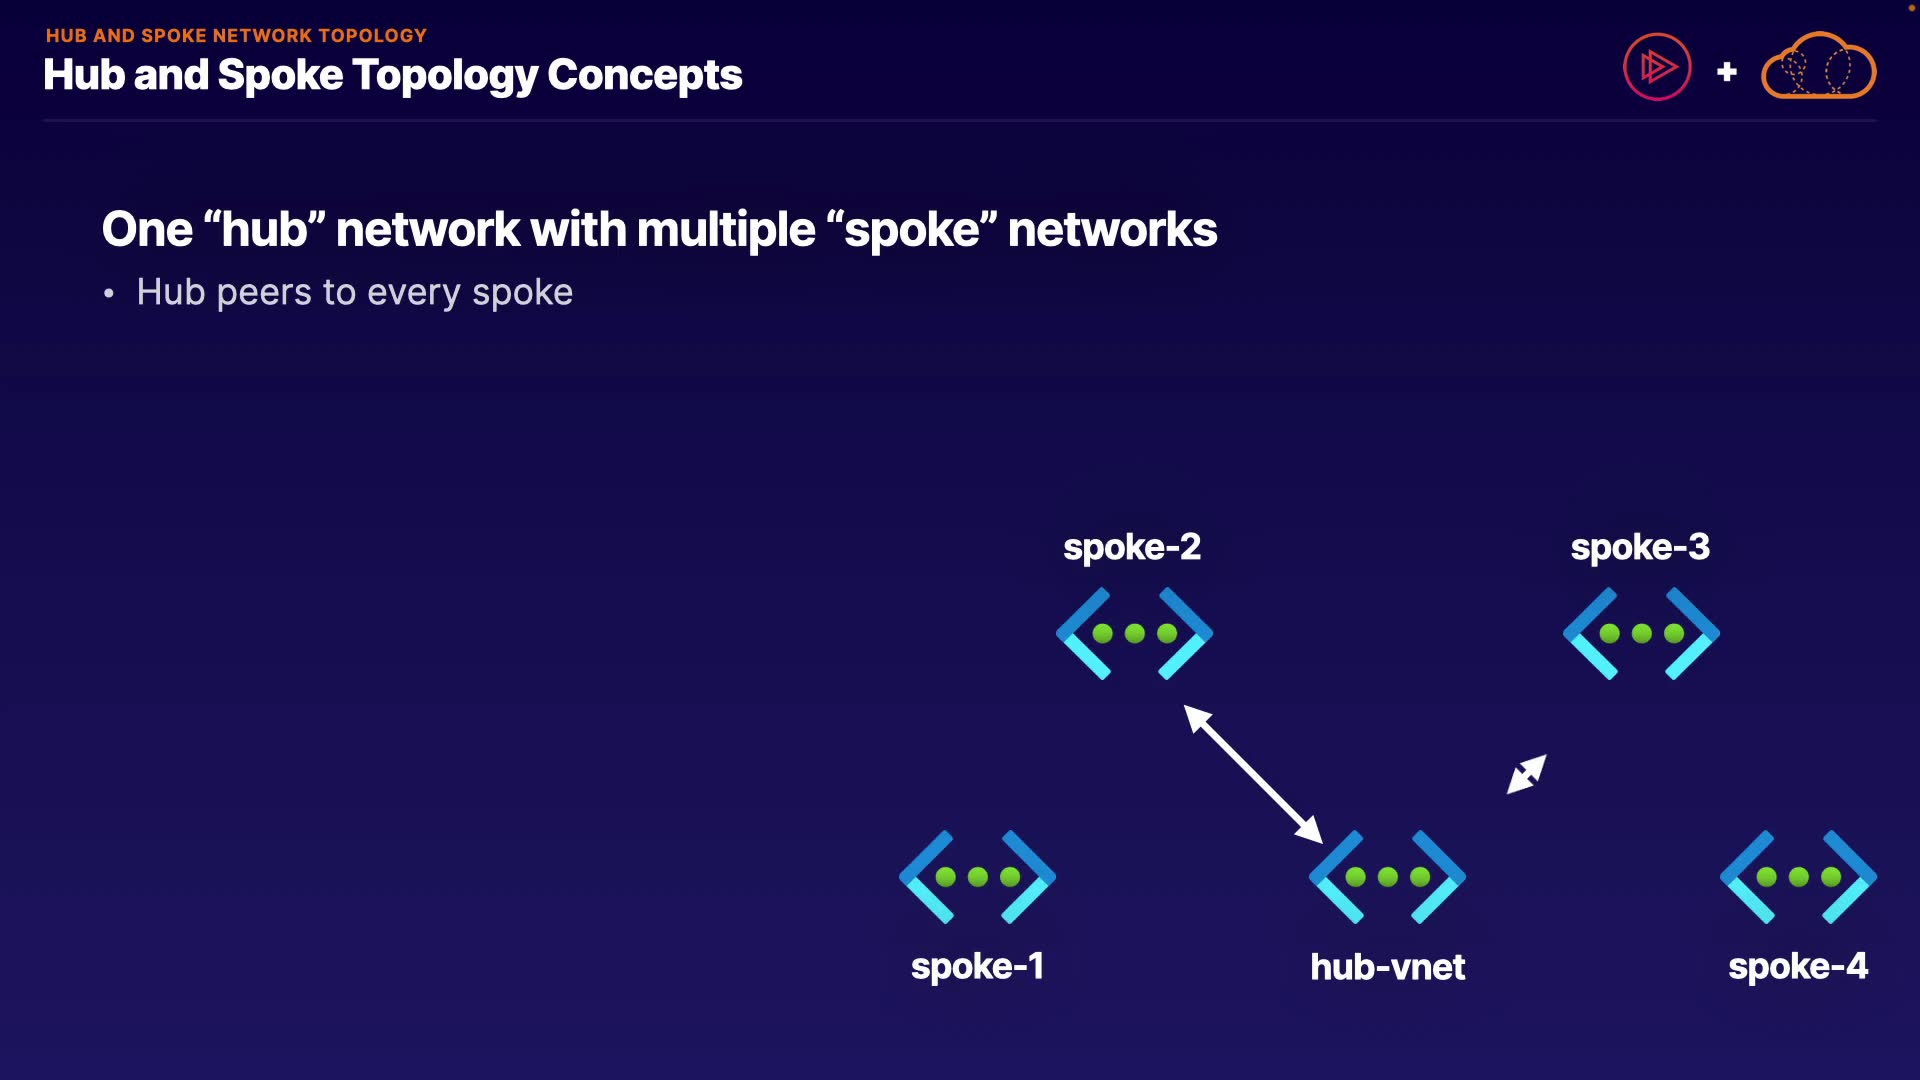 HUB AND SPOKE NETWORK TOPOLOGY
Hub and Spoke Topology Concepts
One “hub” network with multiple “spoke” networks
• Hub peers to every spoke
spoke-2
spoke-3
spoke-1
hub-vnet
spoke-4